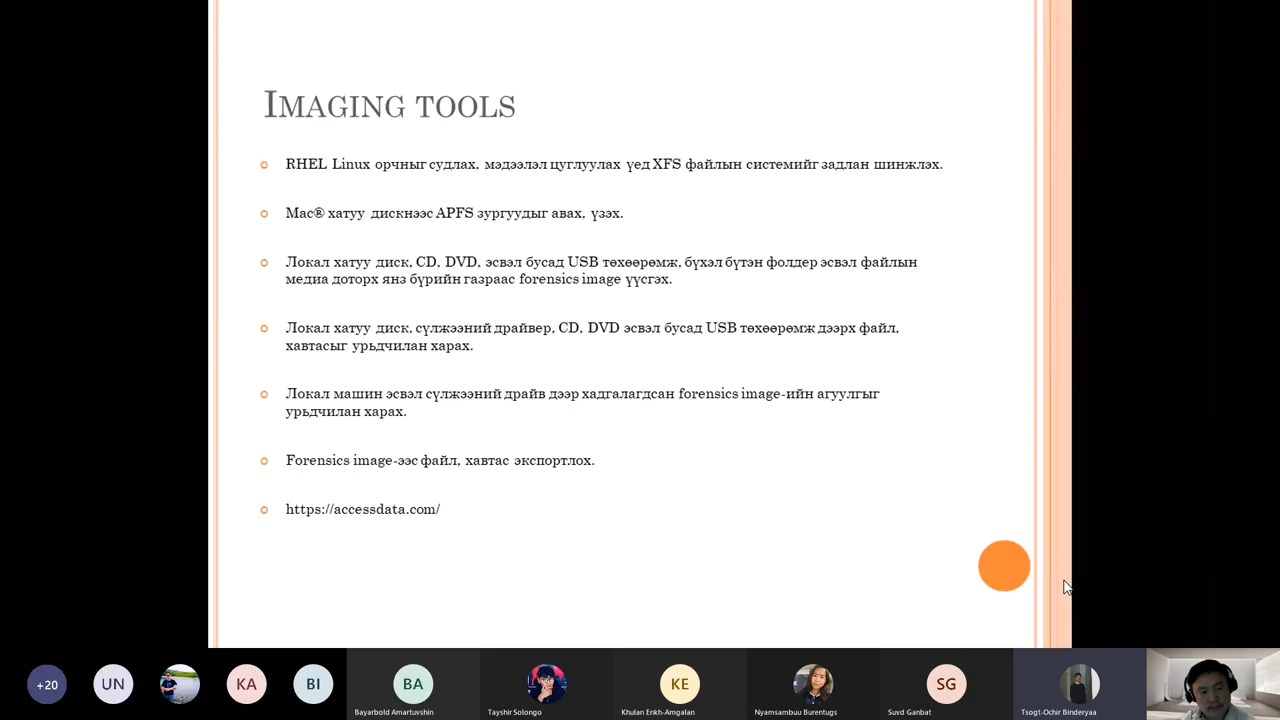 IMAGING TOOLS
RHEL Linux орчныг судлах, мэдээлэл цуглуулах үед XFS файлын системийг задлан шинжлэх.
Mac® хатуу дискнээс APFS зургуудыг авах, үзэх.
Локал хатуу диск, CD, DVD, эсвэл бусад USB төхөөрөмж, бүхэл бүтэн фолдер эсвэл файлын
медиа доторх янз бүрийн газраас forensics image үүсгэх.
Локал хатуу диск, сүлжээний драйвер, CD, DVD эсвэл бусад USB төхөөрөмж дээрх файл,
хавтасыг урьдчилан харах.
Локал машин эсвэл сүлжээний драйв дээр хадгалагдсан forensics image-ийн агуулгыг
урьдчилан харах.
Forensics image-ээс файл, хавтас экспортлох.
https://accessdata.com/
+20
UN
KA
BI
BA
KE
SG
Bayarbold Amartuvshin
Tayshir Solongo
Khulan Enkh-Amgalan
Nyamsambuu Burentugs
Suvd Ganbat
Tsogt-Ochir Binderyaa